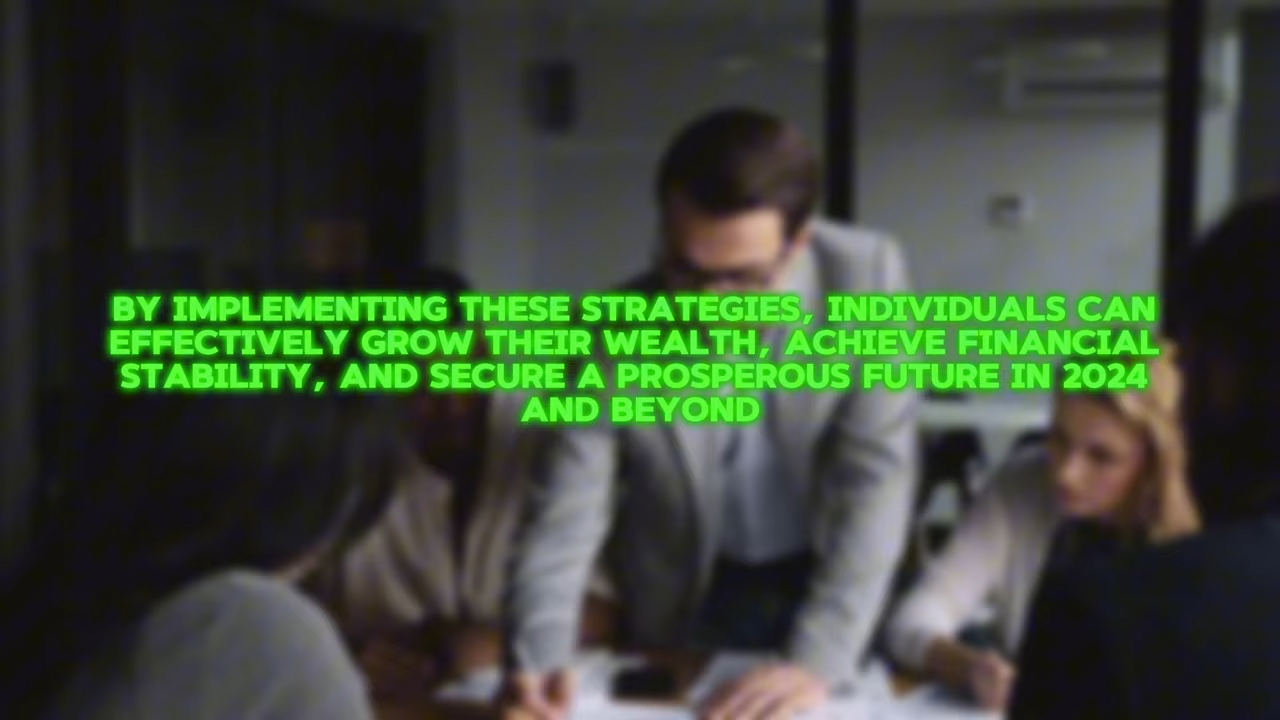 BY IMPLEMENTING THESE STRATEGIES, INDIVIDUALS CAN
EFFECTIVELY GROW THEIR WEALTH, ACHIEVE FINANCIAL
STABILITY, AND SECURE A PROSPEROUS FUTURE IN 2024
AND BEYOND